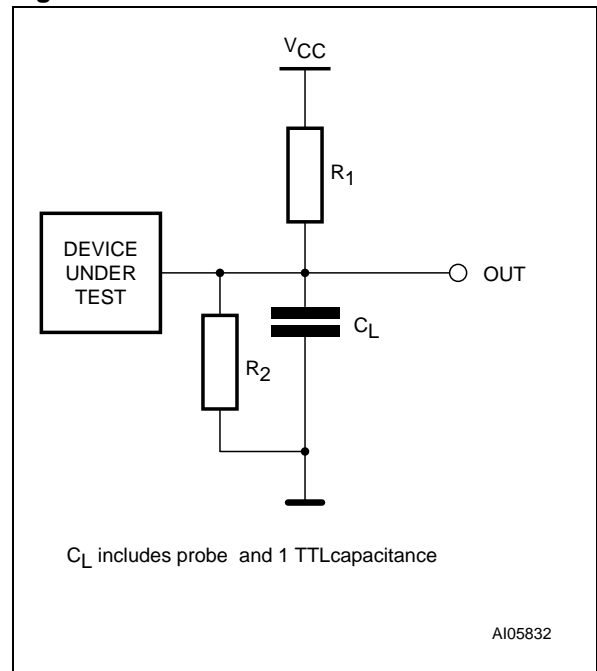 VCC
R1
DEVICE
UNDER
TEST
OUT
CL
R2
CL includes probe and 1 TTLcapacitance
AI05832